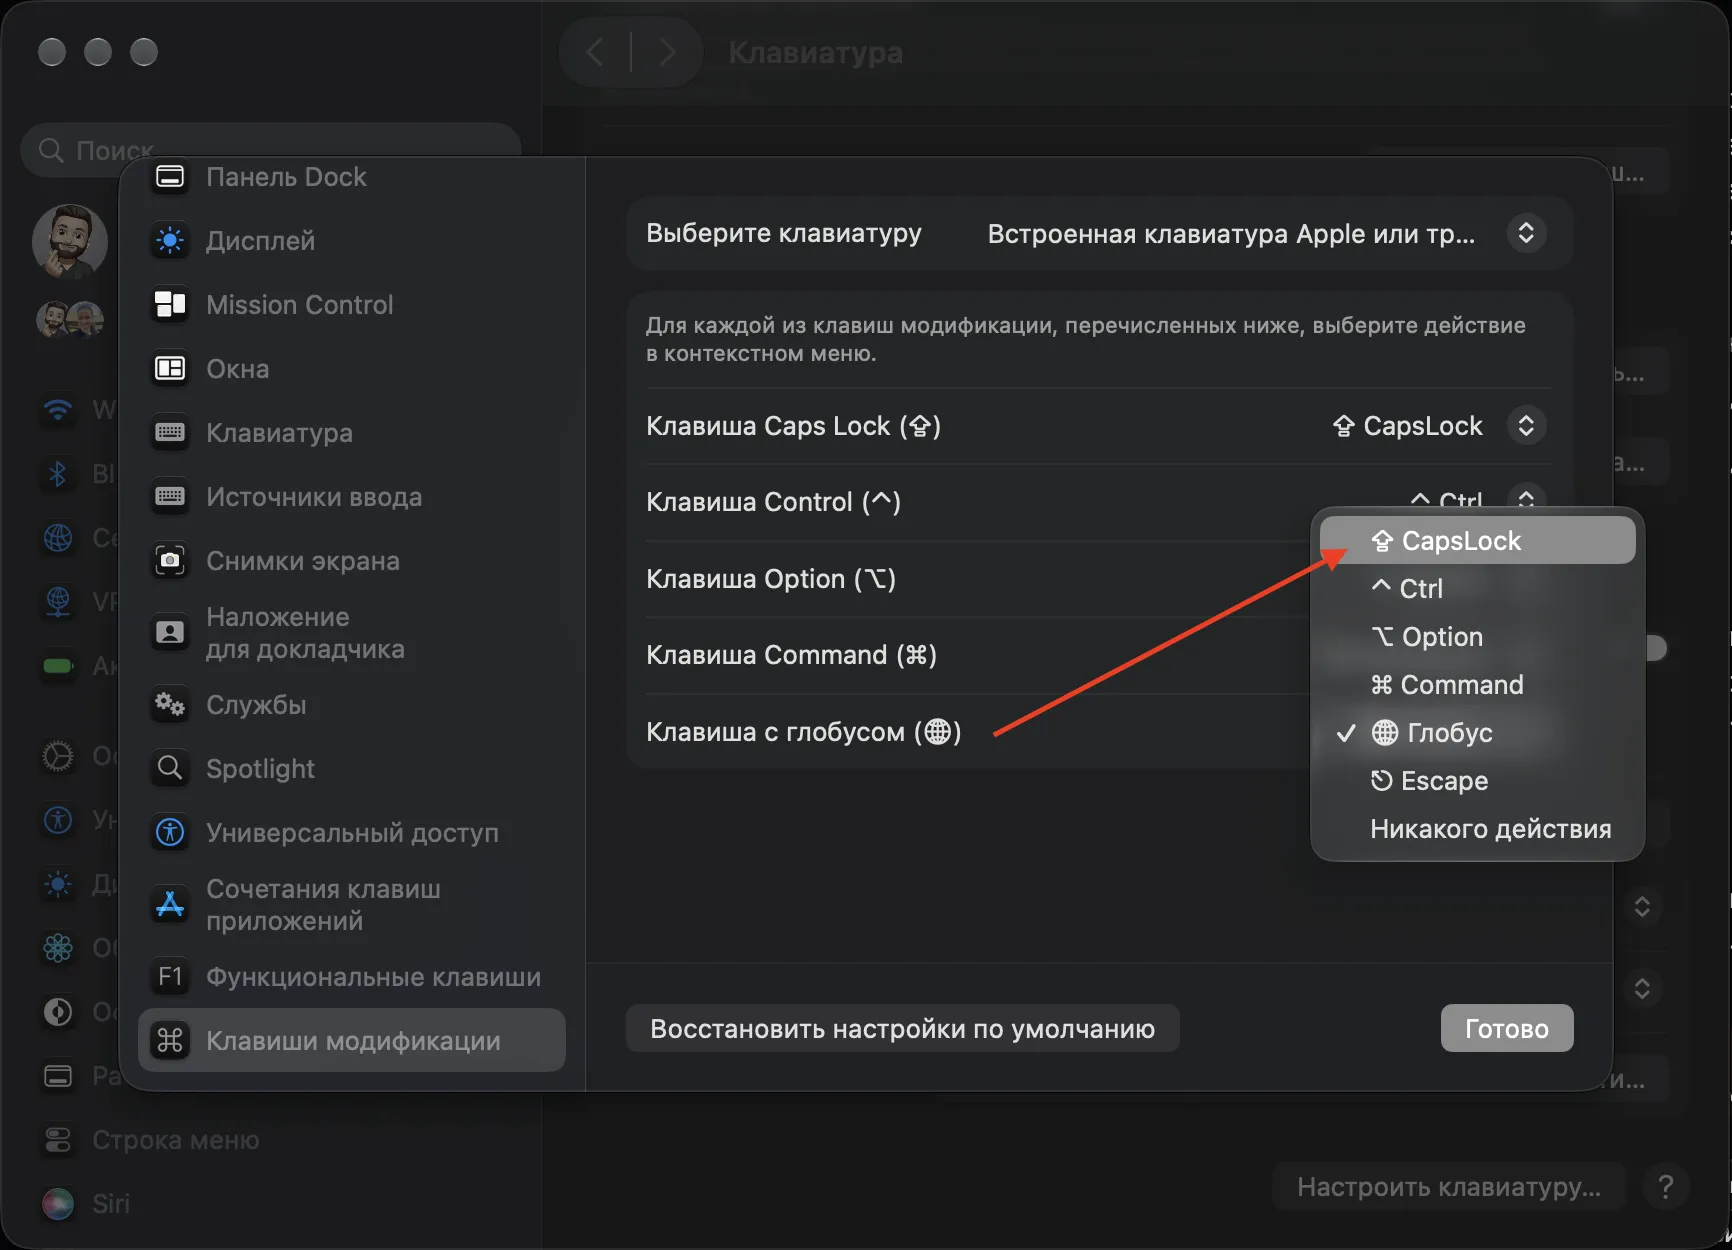 Клавиатура
Поиск
Панель Dock
Дисплей
Mission Control
Окна
Клавиатура
Источники ввода
Снимки экрана
Наложение
для докладчика
Службы
Spotlight
Универсальный доступ
Сочетания клавиш
приложений
F1 Функциональные клавиши
Клавиши модификации
Строка меню
Siri
Выберите клавиатуру
Встроенная клавиатура Apple или тр...
Для каждой из клавиш модификации, перечисленных ниже, выберите действие
в контекстном меню.
Клавиша Caps Lock (⇪)
⇪ CapsLock
Клавиша Control (^)
^ Ctrl
Клавиша Option (⌥)
Клавиша Command (⌘)
Клавиша с глобусом (🌐)
⇪ CapsLock
^ Ctrl
⌥ Option
⌘ Command
✓ 🌐 Глобус
⎋ Escape
Никакого действия
Восстановить настройки по умолчанию
Готово
Настроить клавиатуру...
?